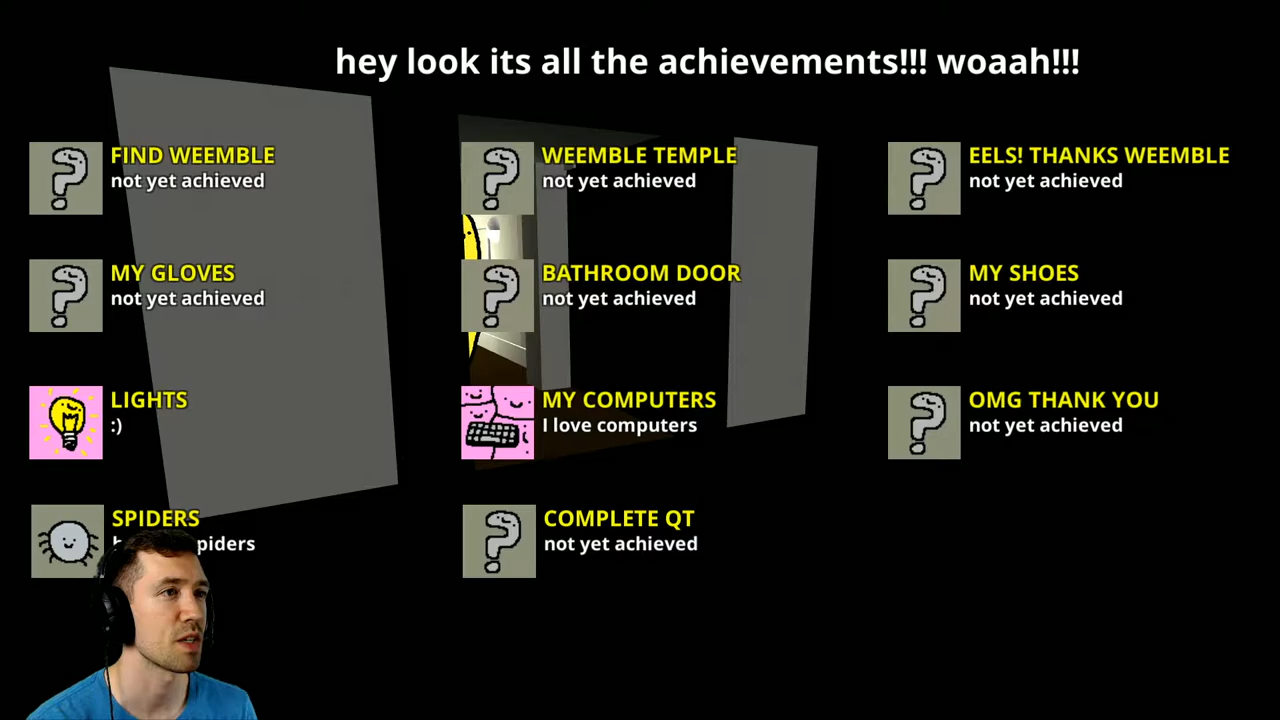 hey look its all the achievements!!! woaah!!!
FIND WEEMBLE
not yet achieved
WEEMBLE TEMPLE
not yet achieved
EELS! THANKS WEEMBLE
not yet achieved
MY GLOVES
not yet achieved
BATHROOM DOOR
not yet achieved
MY SHOES
not yet achieved
LIGHTS
:)
MY COMPUTERS
I love computers
OMG THANK YOU
not yet achieved
SPIDERS
COMPLETE QT
not yet achieved